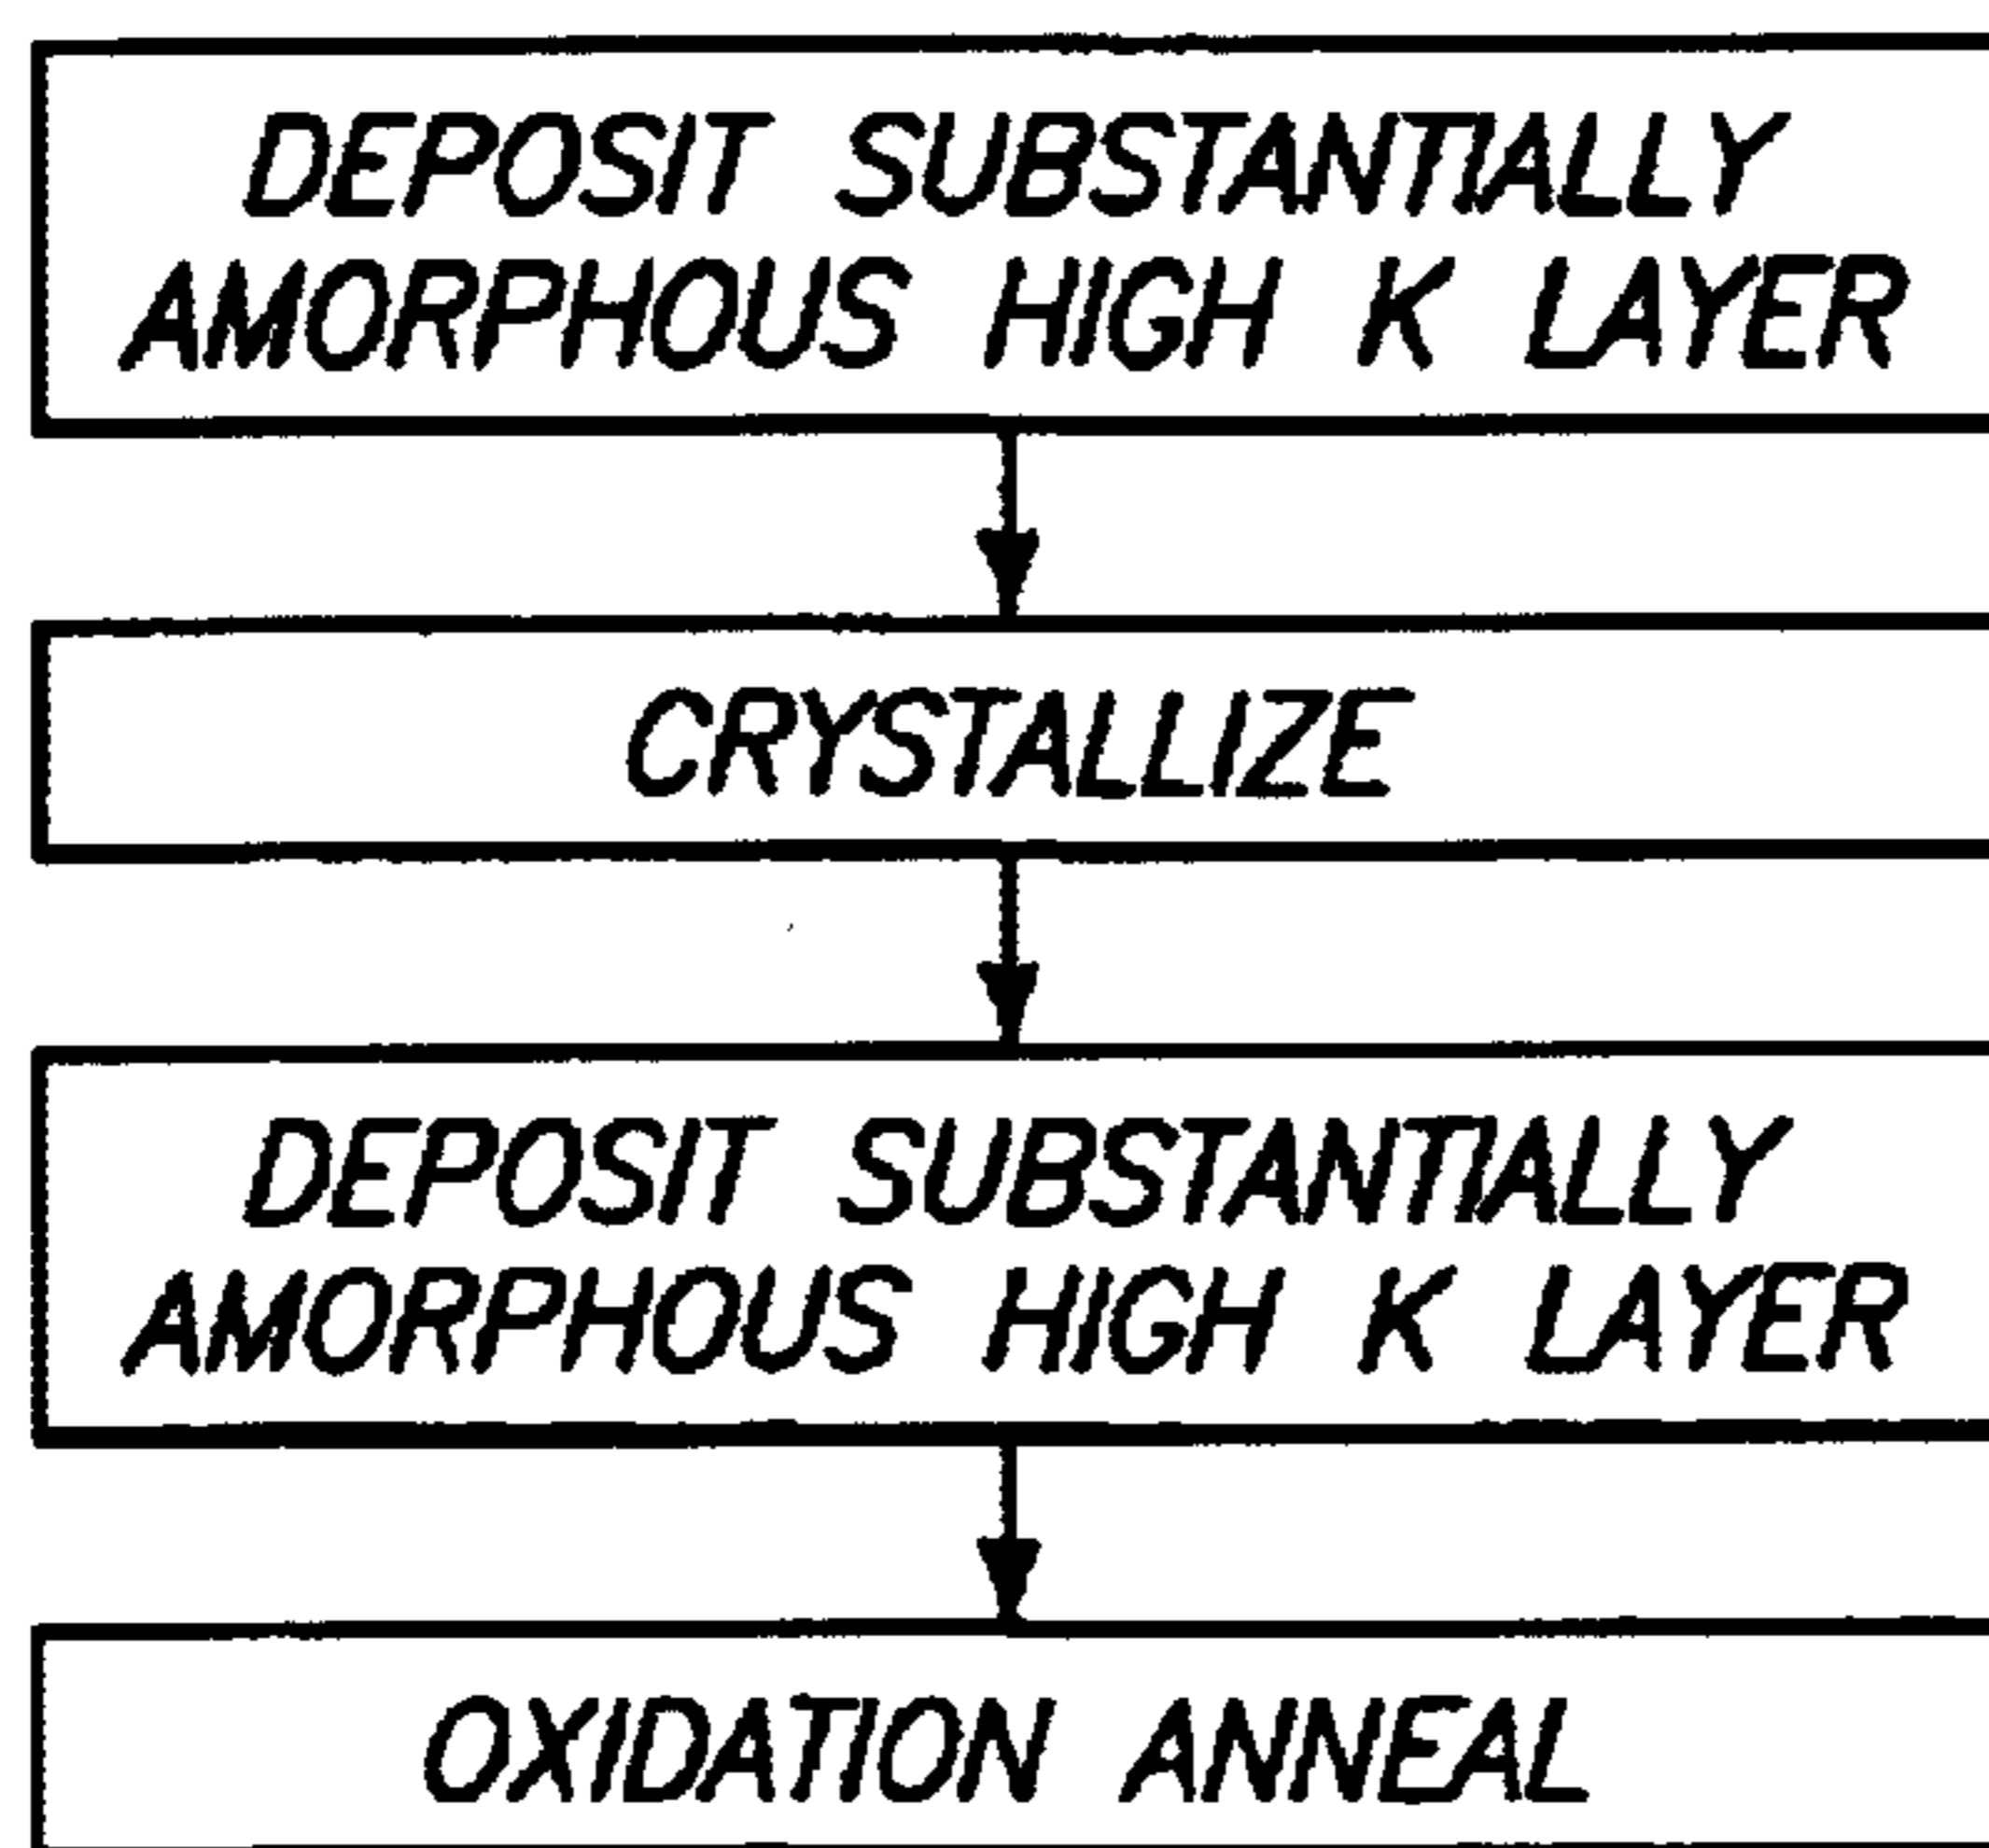 DEPOSIT SUBSTANTIALLY
AMORPHOUS HIGH K LAYER
CRYSTALLIZE
DEPOSIT SUBSTANTIALLY
AMORPHOUS HIGH K LAYER
OXIDATION ANNEAL